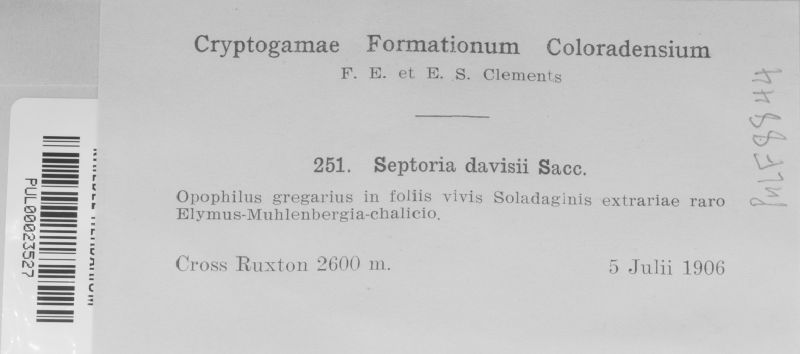 Cryptogamae Formationum Coloradensium
F. E. et E. S. Clements
251. Septoria davisii Sacc.
Opophilus gregarius in foliis vivis Soladaginis extrariae raro
Elymus-Muhlenbergia-chalicio.
Cross Ruxton 2600 m.
5 Julii 1906
PUL00023527